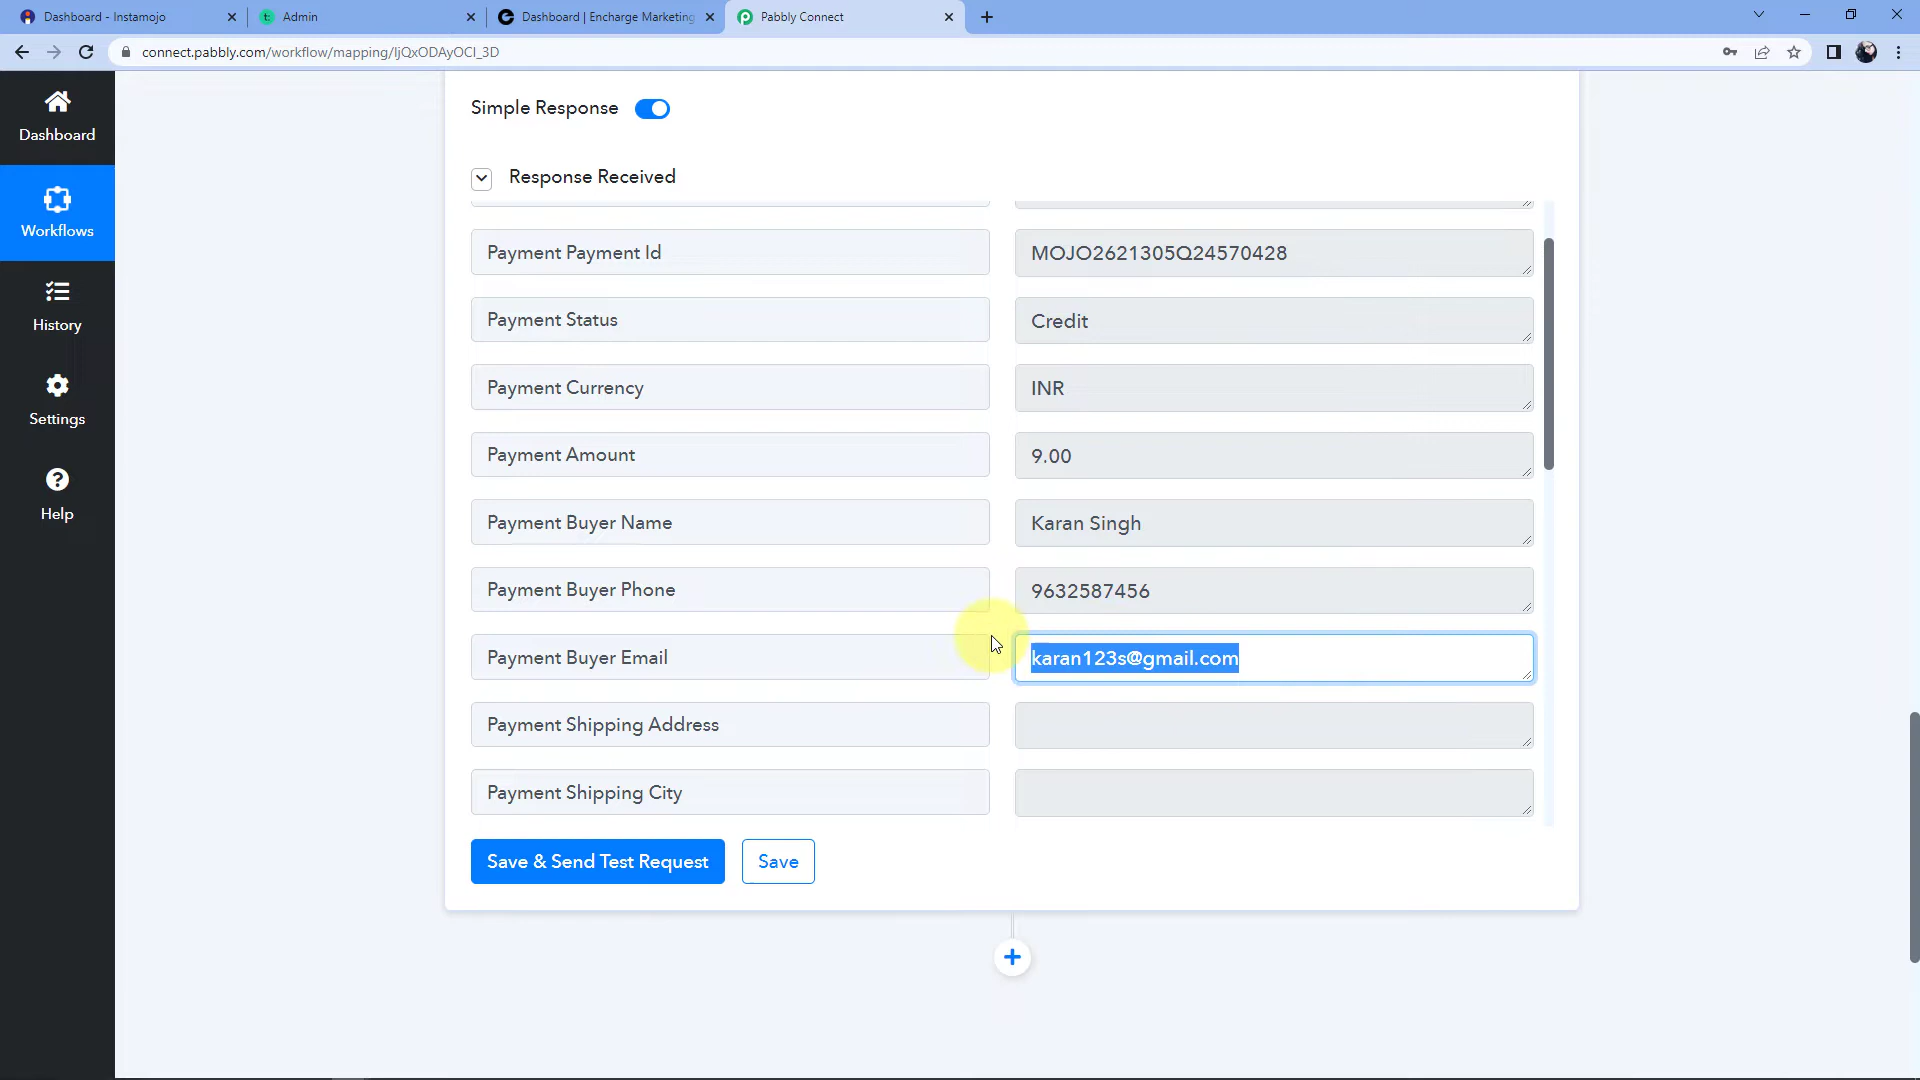 Dashboard - Instamojo
Admin
Dashboard | Encharge Marketing
Pabbly Connect
connect.pabbly.com/workflow/mapping/IjQxODAyOCI_3D
Dashboard
Workflows
History
Settings
Help
Simple Response
Response Received
Payment Payment Id
MOJO2621305Q24570428
Payment Status
Credit
Payment Currency
INR
Payment Amount
9.00
Payment Buyer Name
Karan Singh
Payment Buyer Phone
9632587456
Payment Buyer Email
karan123s@gmail.com
Payment Shipping Address
Payment Shipping City
Save & Send Test Request
Save